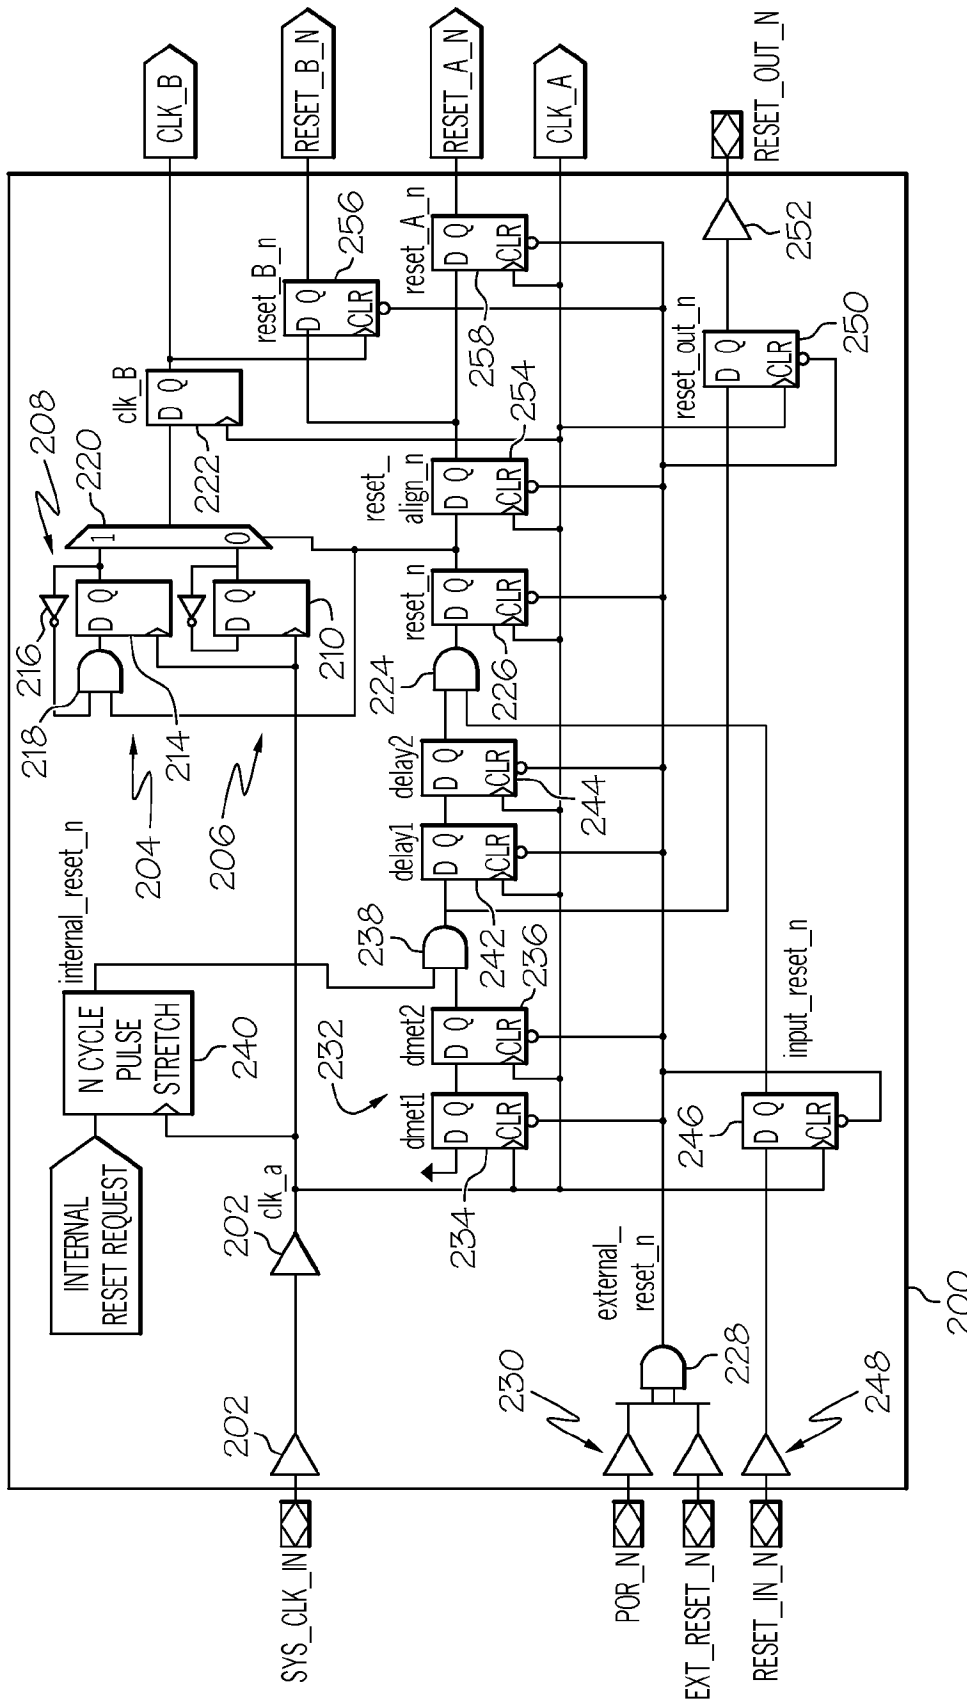 SYS_CLK_IN
202
202
clk_a
INTERNAL
RESET REQUEST
N CYCLE
PULSE
STRETCH
240
internal_reset_n
204
206
208
216
218
214
D Q
D Q
210
1
0
220
clk_B
D Q
222
CLK_B
RESET_B_N
RESET_A_N
CLK_A
232
dmet1
D Q
CLR
234
dmet2
D Q
CLR
236
238
delay1
D Q
CLR
242
delay2
D Q
CLR
244
224
reset_n
D Q
CLR
226
reset_
align_n
D Q
CLR
254
reset_B_n
D Q
CLR
256
reset_A_n
D Q
CLR
258
POR_N
EXT_RESET_N
RESET_IN_N
230
228
248
external_
reset_n
246
D Q
CLR
input_reset_n
reset_out_n
D Q
CLR
250
252
RESET_OUT_N
200